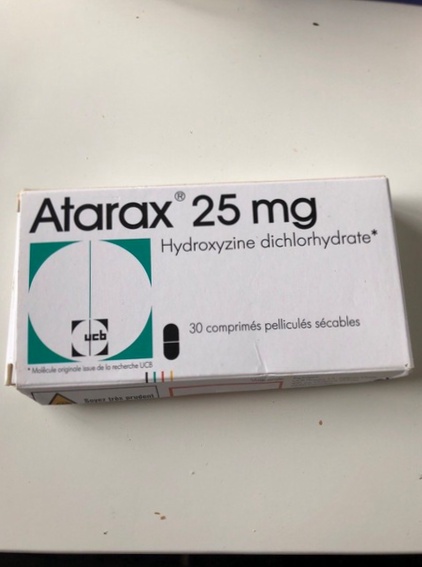 Atarax® 25 mg
Hydroxyzine dichlorhydrate*
ucb
30 comprimés pelliculés sécables
* Molécule originale issue de la recherche UCB
Soyez très prudent